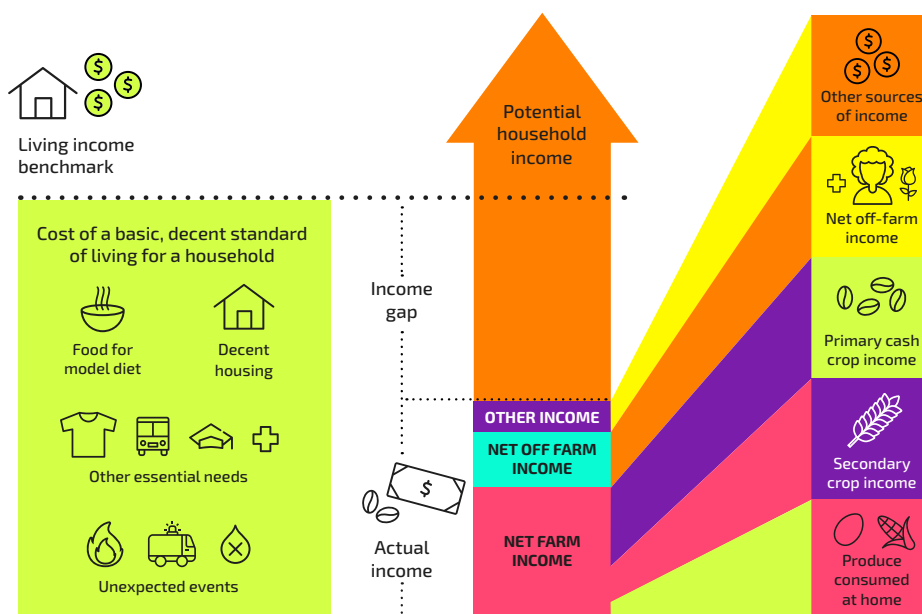 Living income
benchmark
Cost of a basic, decent standard
of living for a household
Food for
model diet
Decent
housing
Other essential needs
Unexpected events
Income
gap
$
Actual
income
Potential
household
income
OTHER INCOME
NET OFF FARM
INCOME
NET FARM
INCOME
$
$
$
Other sources
of income
Net off-farm
income
Primary cash
crop income
Secondary
crop income
Produce
consumed
at home
$
$
$